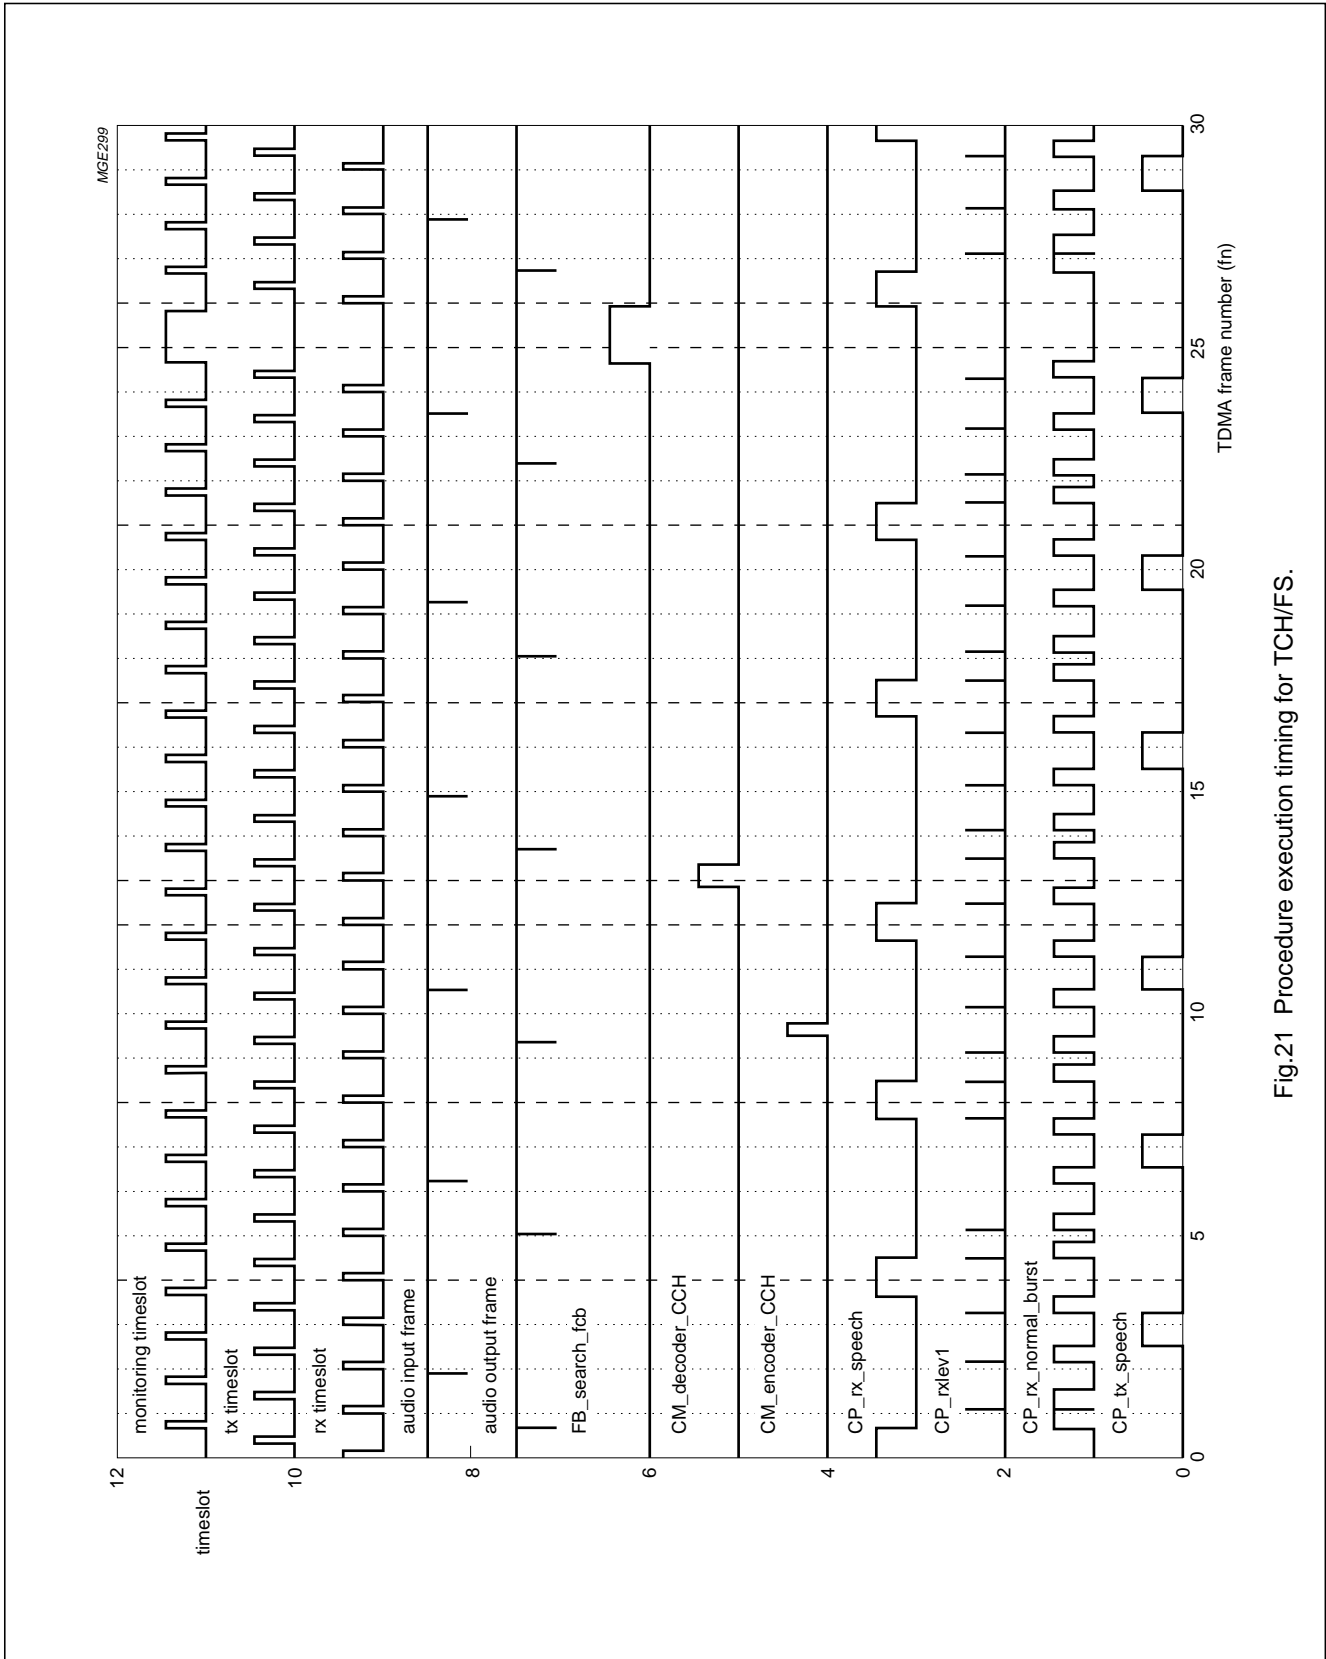 MGE299
12
10
8
6
4
2
0
timeslot
monitoring timeslot
tx timeslot
rx timeslot
audio input frame
audio output frame
FB_search_fcb
CM_decoder_CCH
CM_encoder_CCH
CP_rx_speech
CP_rxlev1
CP_rx_normal_burst
CP_tx_speech
0
5
10
15
20
25
30
TDMA frame number (fn)
Fig.21 Procedure execution timing for TCH/FS.